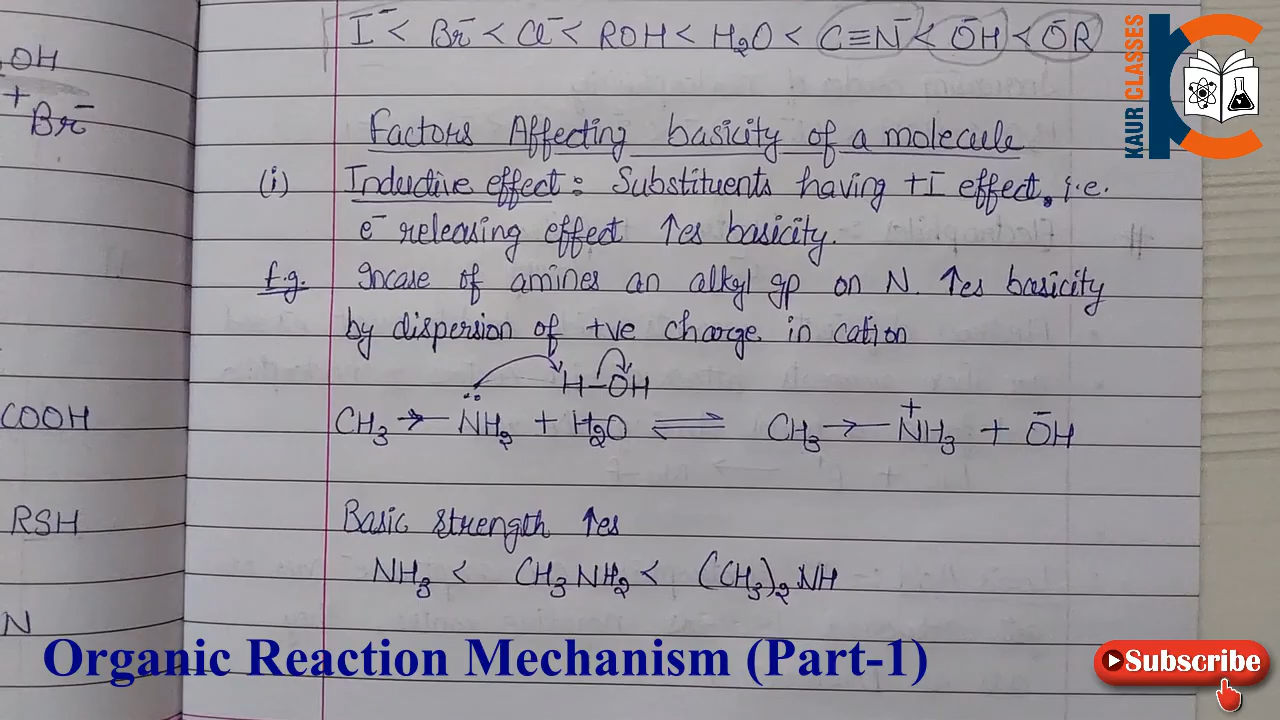 I⁻ < Br⁻ < Cl⁻ < ROH < H₂O < C≡N⁻ < ŌH < ŌR
OH
+
Br⁻
Factors Affecting basicity of a molecule
(i) Inductive effect: Substituents having +I effect, i.e.
e⁻ releasing effect ↑es basicity.
E.g. Incase of amines an alkyl gp on N ↑es basicity
by dispersion of +ve charge in cation
H–OH
COOH
CH₃→N̈H₂ + H₂O ⇌ CH₃→N⁺H₃ + ŌH
RSH
Basic strength ↑es
NH₃ < CH₃NH₂ < (CH₃)₂NH
N
KAUR CLASSES
Organic Reaction Mechanism (Part-1)
Subscribe